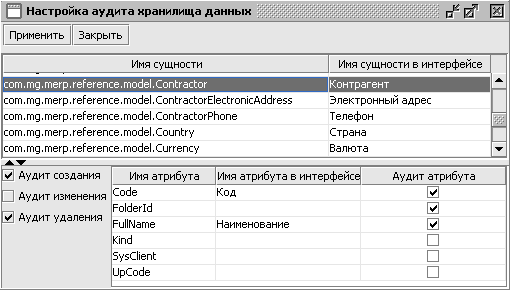 Настройка аудита хранилища данных
Применить Закрыть
Имя сущности Имя сущности в интерфейсе
com.mg.merp.reference.model.Contractor Контрагент
com.mg.merp.reference.model.ContractorElectronicAddress Электронный адрес
com.mg.merp.reference.model.ContractorPhone Телефон
com.mg.merp.reference.model.Country Страна
com.mg.merp.reference.model.Currency Валюта
Аудит создания Имя атрибута Имя атрибута в интерфейсе Аудит атрибута
Code Код
Аудит изменения FolderId
Аудит удаления FullName Наименование
Kind
SysClient
UpCode